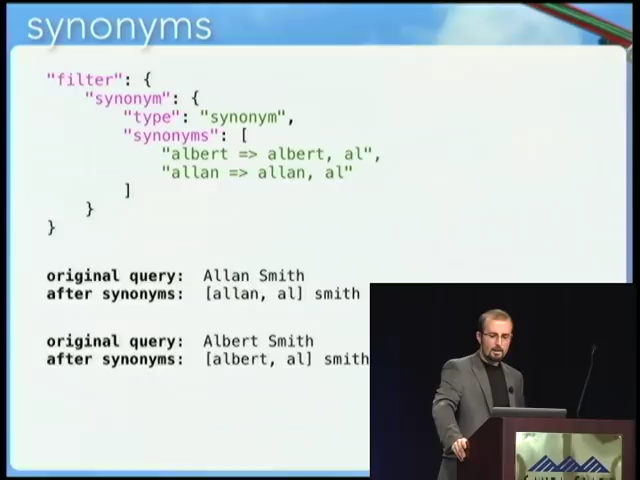 synonyms
"filter": {
"synonym": {
"type": "synonym",
"synonyms": [
"albert => albert, al",
"allan => allan, al"
]
}
}
original query: Allan Smith
after synonyms: [allan, al] smith
original query: Albert Smith
after synonyms: [albert, al] smith